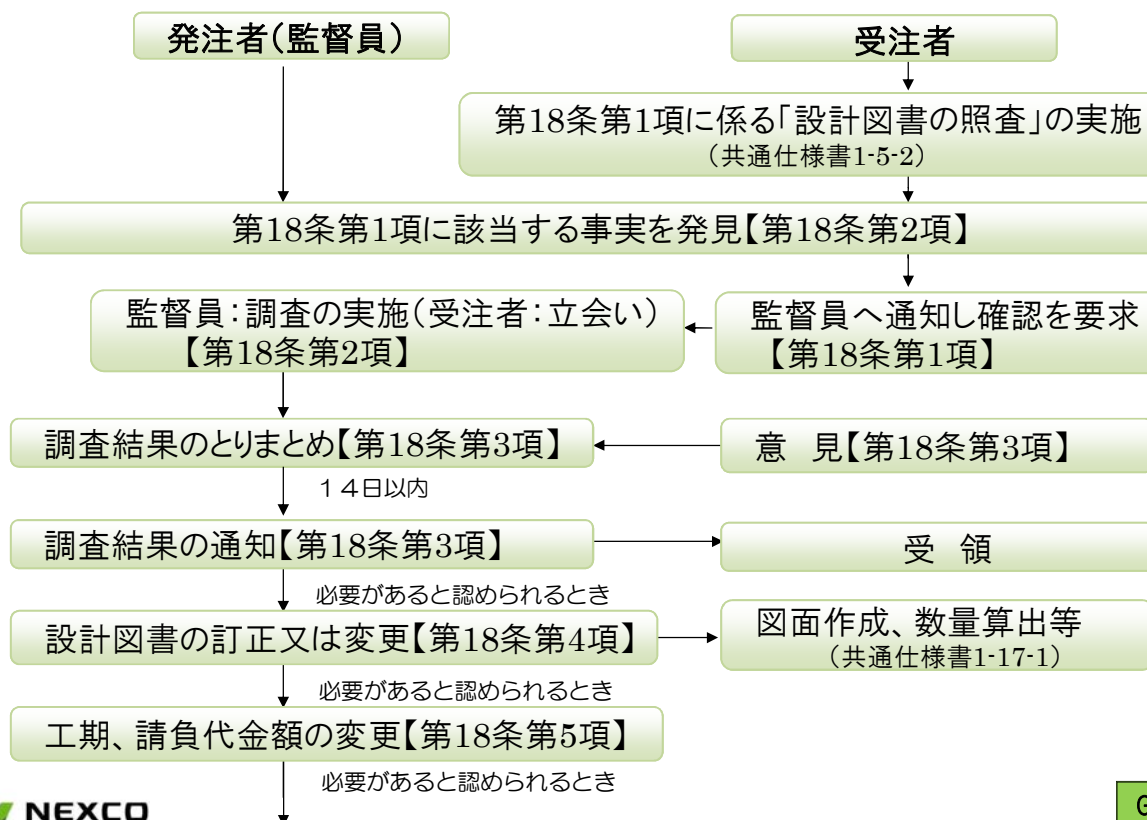 発注者(監督員)
受注者
第18条第1項に係る「設計図書の照査」の実施
(共通仕様書1-5-2)
第18条第1項に該当する事実を発見【第18条第2項】
監督員:調査の実施(受注者:立会い)
【第18条第2項】
監督員へ通知し確認を要求
【第18条第1項】
調査結果のとりまとめ【第18条第3項】
意 見【第18条第3項】
14日以内
調査結果の通知【第18条第3項】
受 領
必要があると認められるとき
設計図書の訂正又は変更【第18条第4項】
図面作成、数量算出等
(共通仕様書1-17-1)
必要があると認められるとき
工期、請負代金額の変更【第18条第5項】
必要があると認められるとき
NEXCO